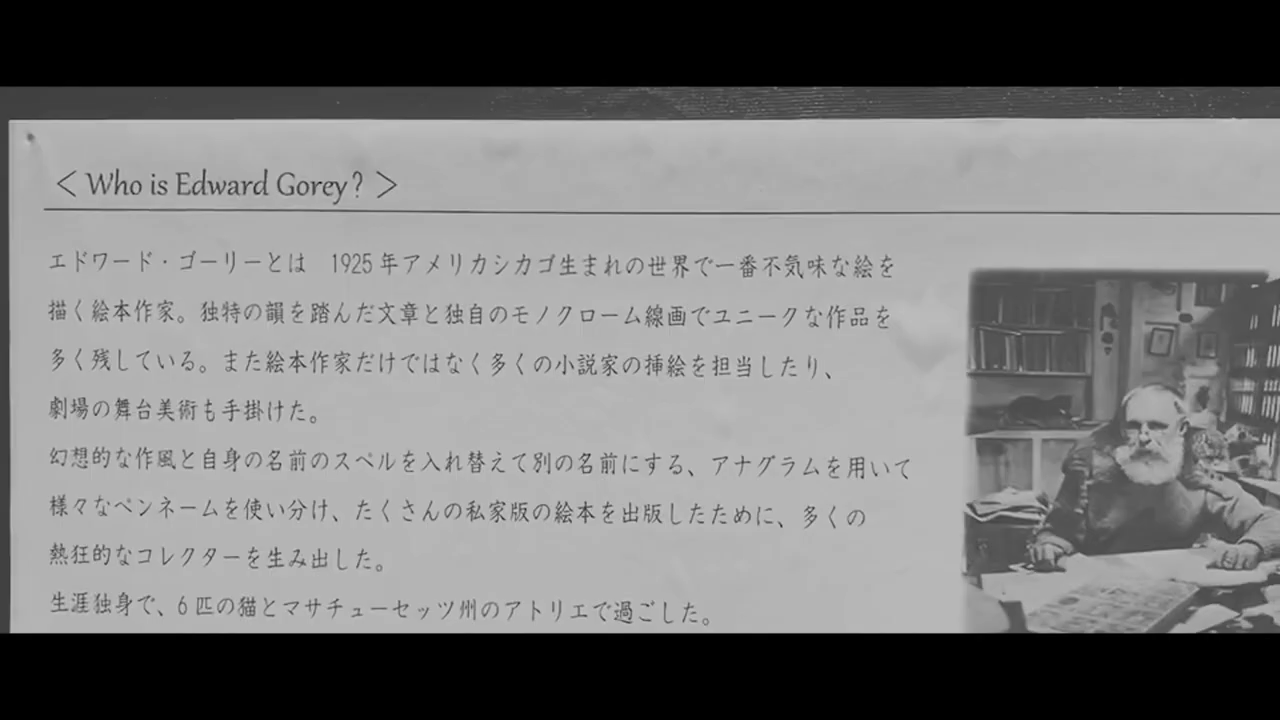 ＜Who is Edward Gorey?＞
エドワード・ゴーリーとは　1925年アメリカシカゴ生まれの世界で一番不気味な絵を
描く絵本作家。独特の韻を踏んだ文章と独自のモノクローム線画でユニークな作品を
多く残している。また絵本作家だけではなく多くの小説家の挿絵を担当したり、
劇場の舞台美術も手掛けた。
幻想的な作風と自身の名前のスペルを入れ替えて別の名前にする、アナグラムを用いて
様々なペンネームを使い分け、たくさんの私家版の絵本を出版したために、多くの
熱狂的なコレクターを生み出した。
生涯独身で、6匹の猫とマサチューセッツ州のアトリエで過ごした。